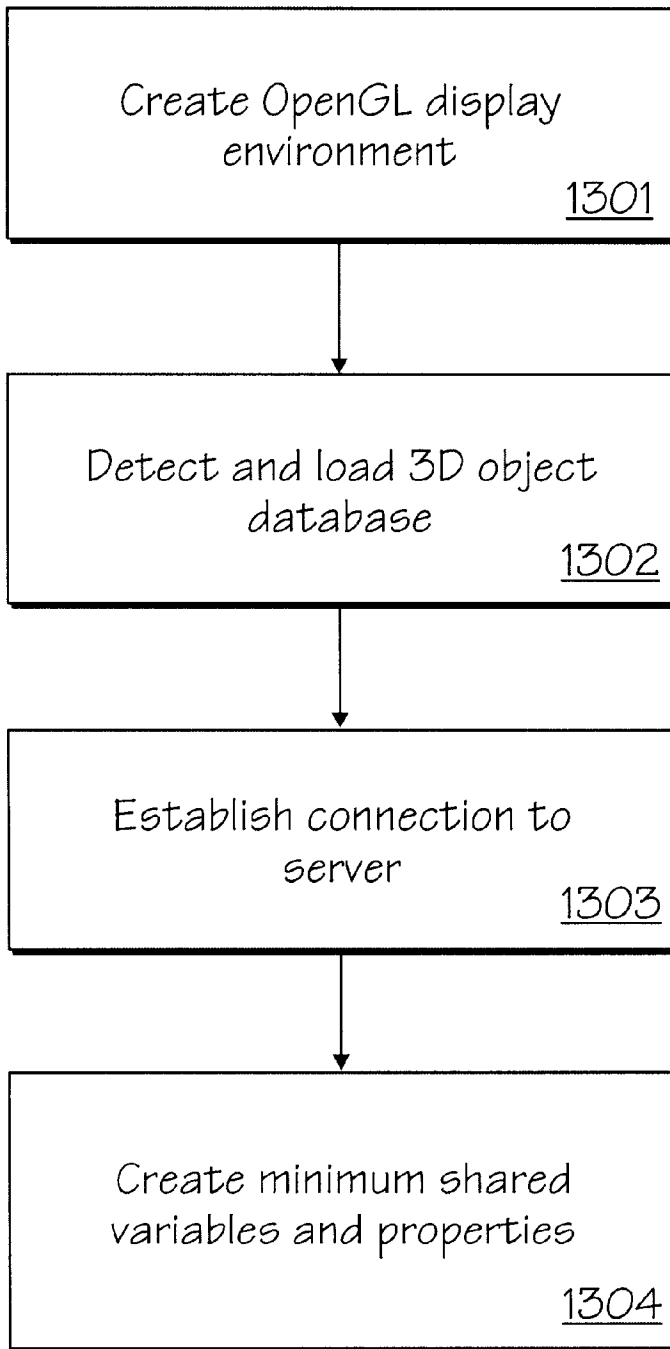 Create OpenGL display
environment
1301
Detect and load 3D object
database
1302
Establish connection to
server
1303
Create minimum shared
variables and properties
1304